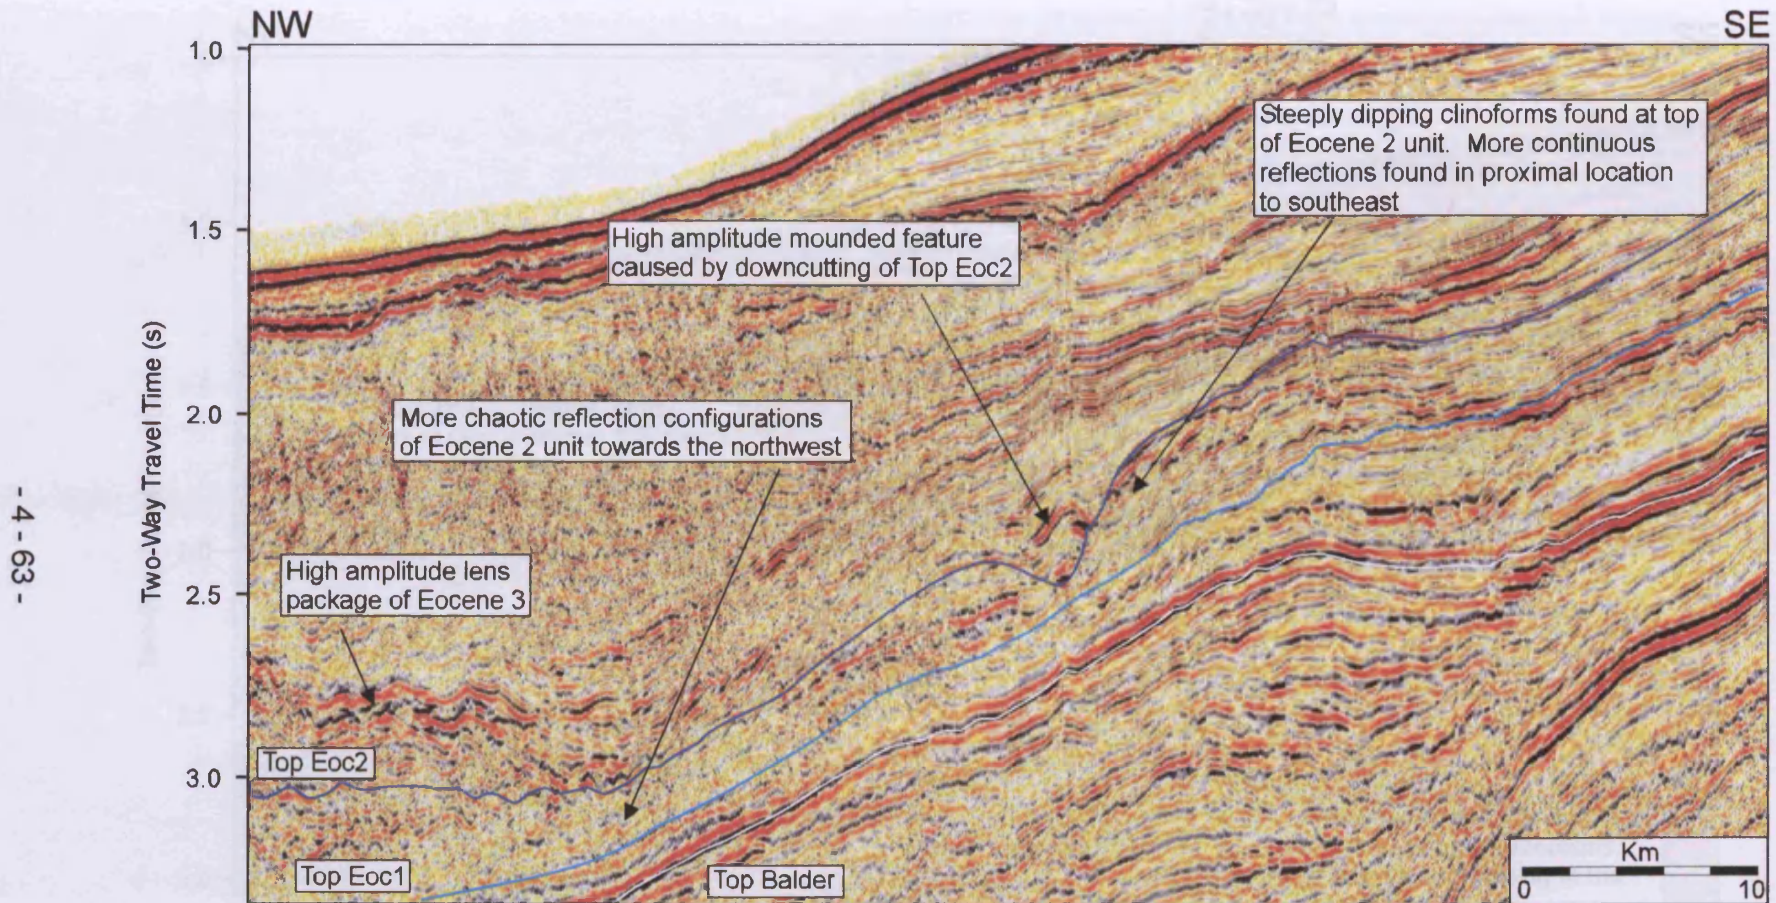 NW
SE
1.0
1.5
2.0
2.5
3.0
Two-Way Travel Time (s)
Steeply dipping clinoforms found at top
of Eocene 2 unit. More continuous
reflections found in proximal location
to southeast
High amplitude mounded feature
caused by downcutting of Top Eoc2
More chaotic reflection configurations
of Eocene 2 unit towards the northwest
High amplitude lens
package of Eocene 3
Top Eoc2
Top Eoc1
Top Balder
Km
0
10
- 4 - 63 -